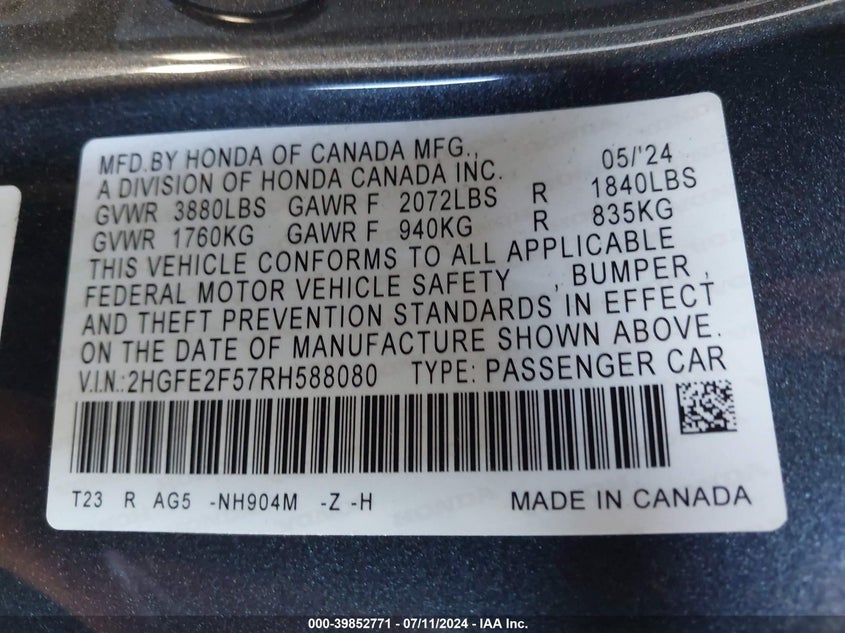 MFD.BY HONDA OF CANADA MFG., 05/'24
A DIVISION OF HONDA CANADA INC.
GVWR 3880LBS GAWR F 2072LBS R 1840LBS
GVWR 1760KG GAWR F 940KG R 835KG
THIS VEHICLE CONFORMS TO ALL APPLICABLE
FEDERAL MOTOR VEHICLE SAFETY , BUMPER ,
AND THEFT PREVENTION STANDARDS IN EFFECT
ON THE DATE OF MANUFACTURE SHOWN ABOVE.
V.I.N.:2HGFE2F57RH588080 TYPE: PASSENGER CAR
T23 R AG5 -NH904M -Z -H MADE IN CANADA
000-39852771 - 07/11/2024 - IAA Inc.